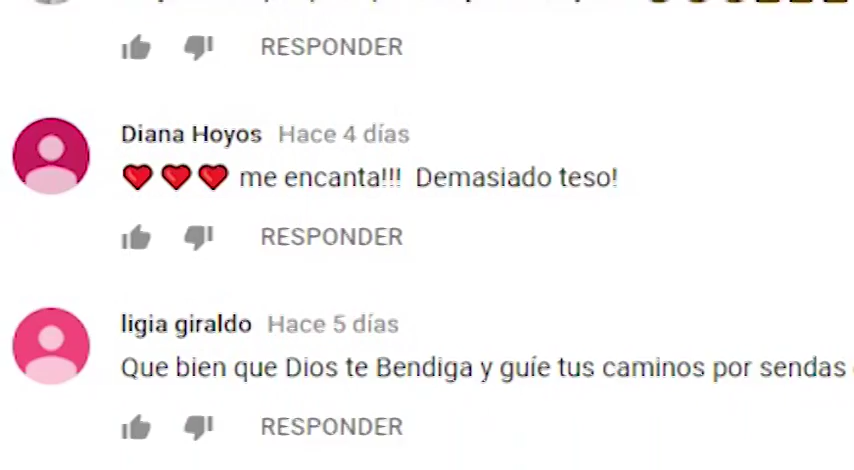 RESPONDER
Diana Hoyos Hace 4 días
❤❤❤ me encanta!!! Demasiado teso!
RESPONDER
ligia giraldo Hace 5 días
Que bien que Dios te Bendiga y guíe tus caminos por sendas
RESPONDER